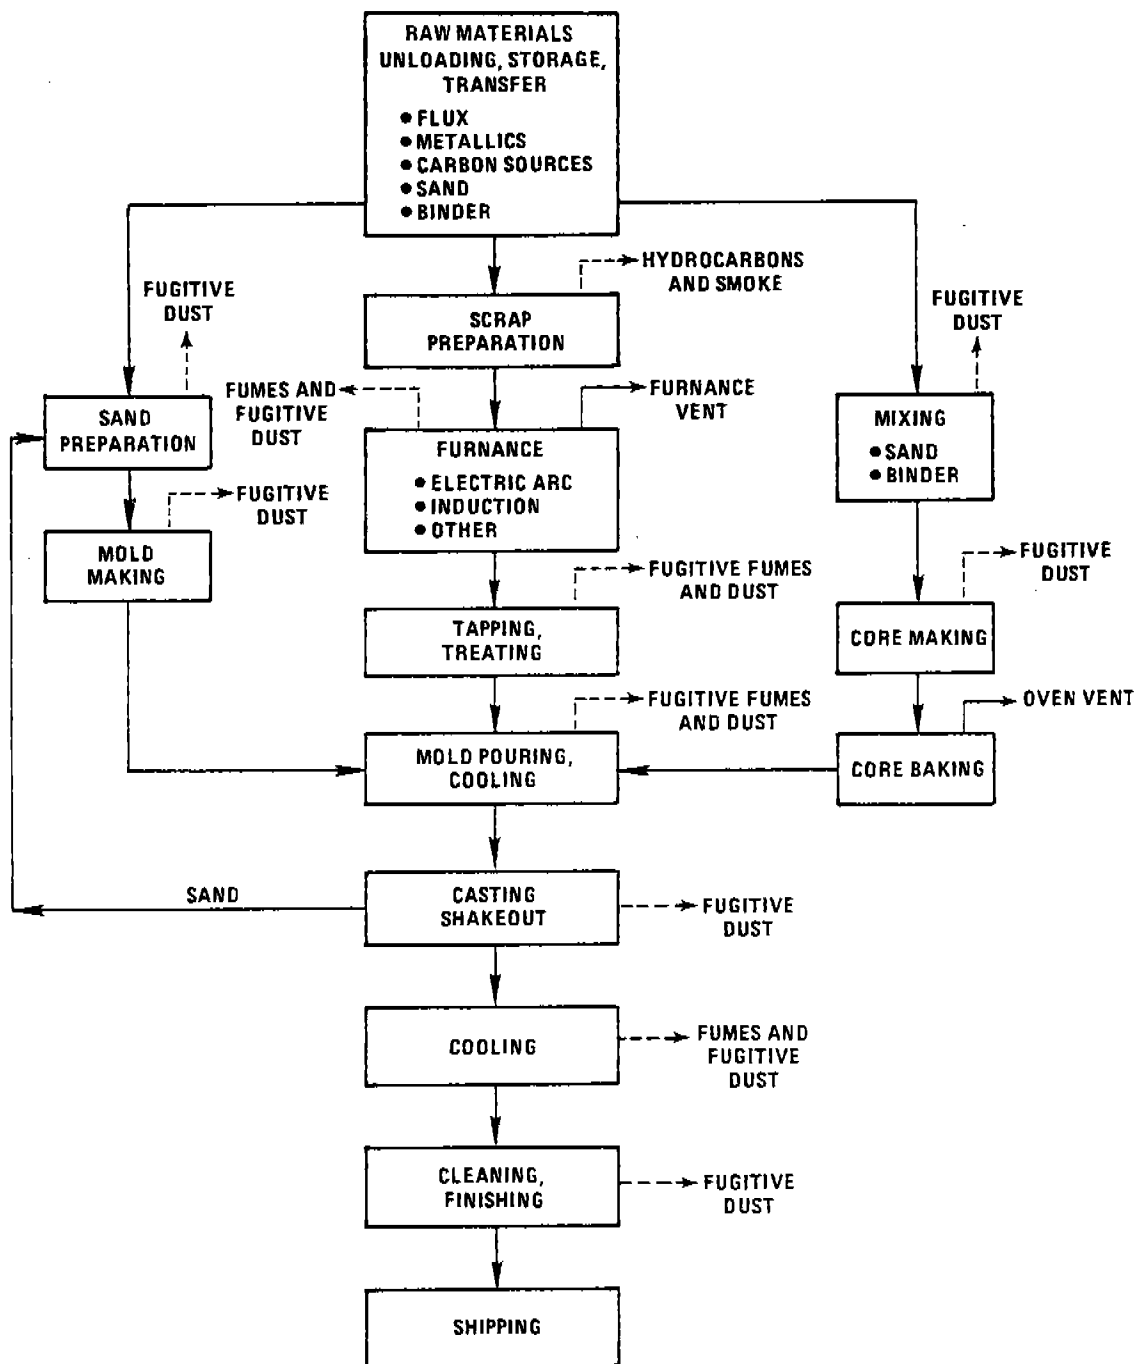 RAW MATERIALS
UNLOADING, STORAGE,
TRANSFER
● FLUX
● METALLICS
● CARBON SOURCES
● SAND
● BINDER
HYDROCARBONS
AND SMOKE
FUGITIVE
DUST
FUGITIVE
DUST
SCRAP
PREPARATION
FUMES AND
FUGITIVE
DUST
FURNANCE
VENT
SAND
PREPARATION
MIXING
● SAND
● BINDER
FURNANCE
● ELECTRIC ARC
● INDUCTION
● OTHER
FUGITIVE
DUST
MOLD
MAKING
FUGITIVE
DUST
FUGITIVE FUMES
AND DUST
TAPPING,
TREATING
CORE MAKING
FUGITIVE FUMES
AND DUST
OVEN VENT
MOLD POURING,
COOLING
CORE BAKING
SAND
CASTING
SHAKEOUT
FUGITIVE
DUST
COOLING
FUMES AND
FUGITIVE
DUST
CLEANING,
FINISHING
FUGITIVE
DUST
SHIPPING